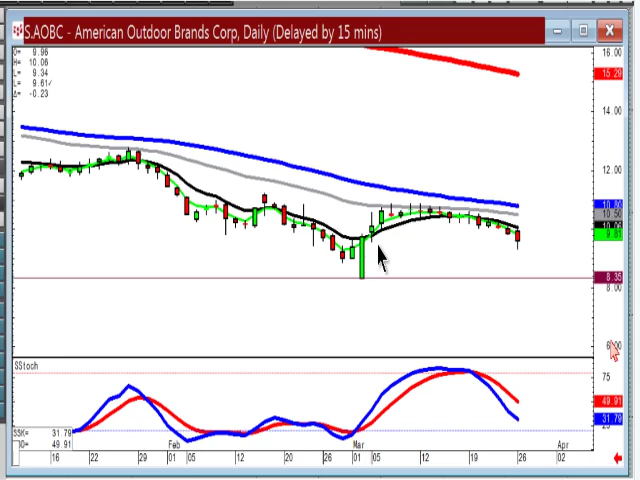 S.AOBC - American Outdoor Brands Corp, Daily (Delayed by 15 mins)
O= 9.96
H= 10.06
L= 9.34
L= 9.61
Δ= -0.23
16.00
15.29
14.00
12.00
10.80
10.50
10.06
9.61
8.35
8.00
6.00
SStoch
75
49.91
31.79
25
SSK= 31.79
49.91
Feb
Mar
Apr
16
22
29
01
05
12
20
26
01
05
12
19
26
02